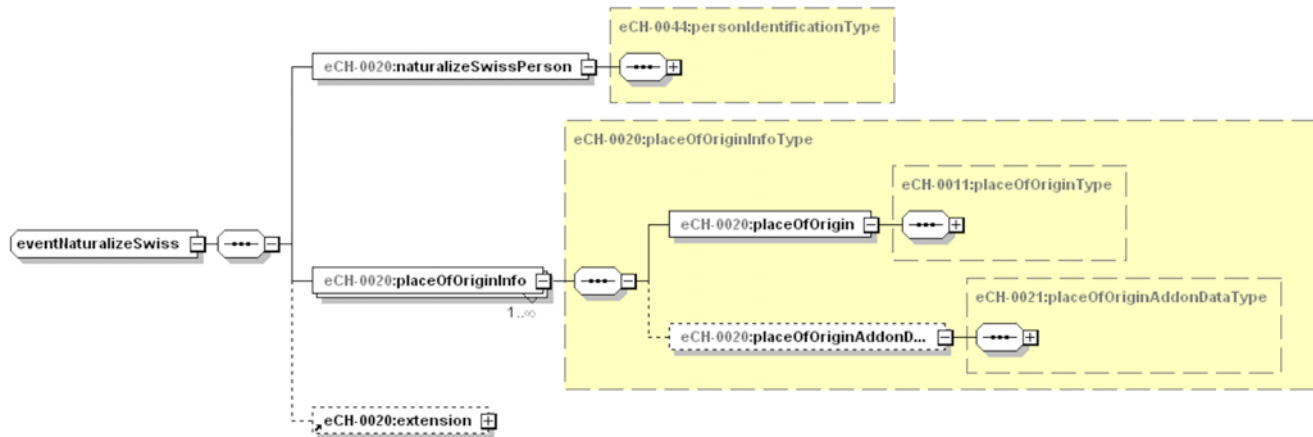 eCH-0044:personIdentificationType
eCH-0020:naturalizeSwissPerson
eCH-0020:placeOfOriginInfoType
eCH-0011:placeOfOriginType
eCH-0020:placeOfOrigin
eventNaturalizeSwiss
eCH-0020:placeOfOriginInfo
1..∞
eCH-0021:placeOfOriginAddonDataType
eCH-0020:placeOfOriginAddonD...
eCH-0020:extension